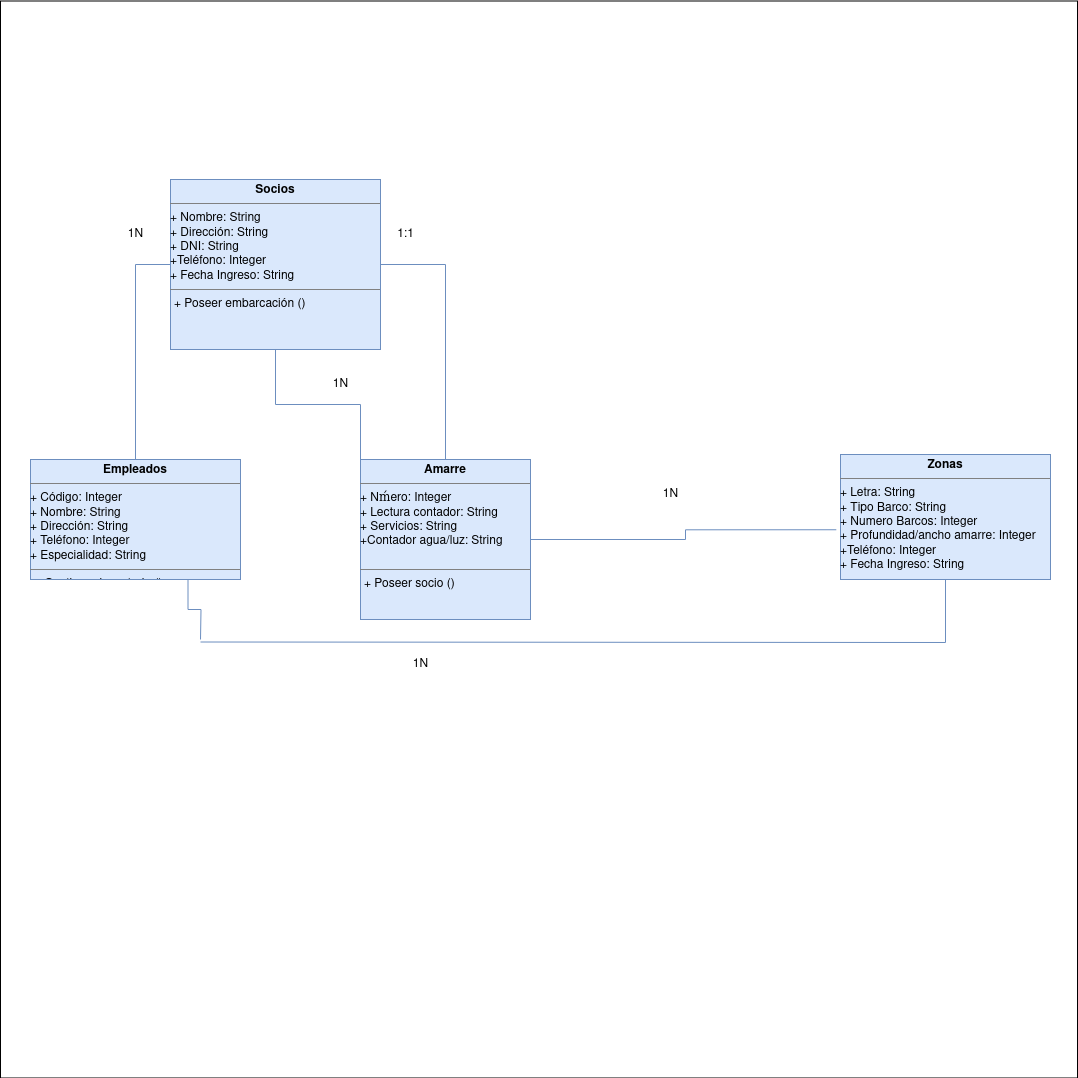 Socios
+ Nombre: String
+ Dirección: String
+ DNI: String
+Teléfono: Integer
+ Fecha Ingreso: String
+ Poseer embarcación ()
1N
1:1
1N
Empleados
+ Código: Integer
+ Nombre: String
+ Dirección: String
+ Teléfono: Integer
+ Especialidad: String
Amarre
+ Nḿero: Integer
+ Lectura contador: String
+ Servicios: String
+Contador agua/luz: String
+ Poseer socio ()
1N
Zonas
+ Letra: String
+ Tipo Barco: String
+ Numero Barcos: Integer
+ Profundidad/ancho amarre: Integer
+Teléfono: Integer
+ Fecha Ingreso: String
1N